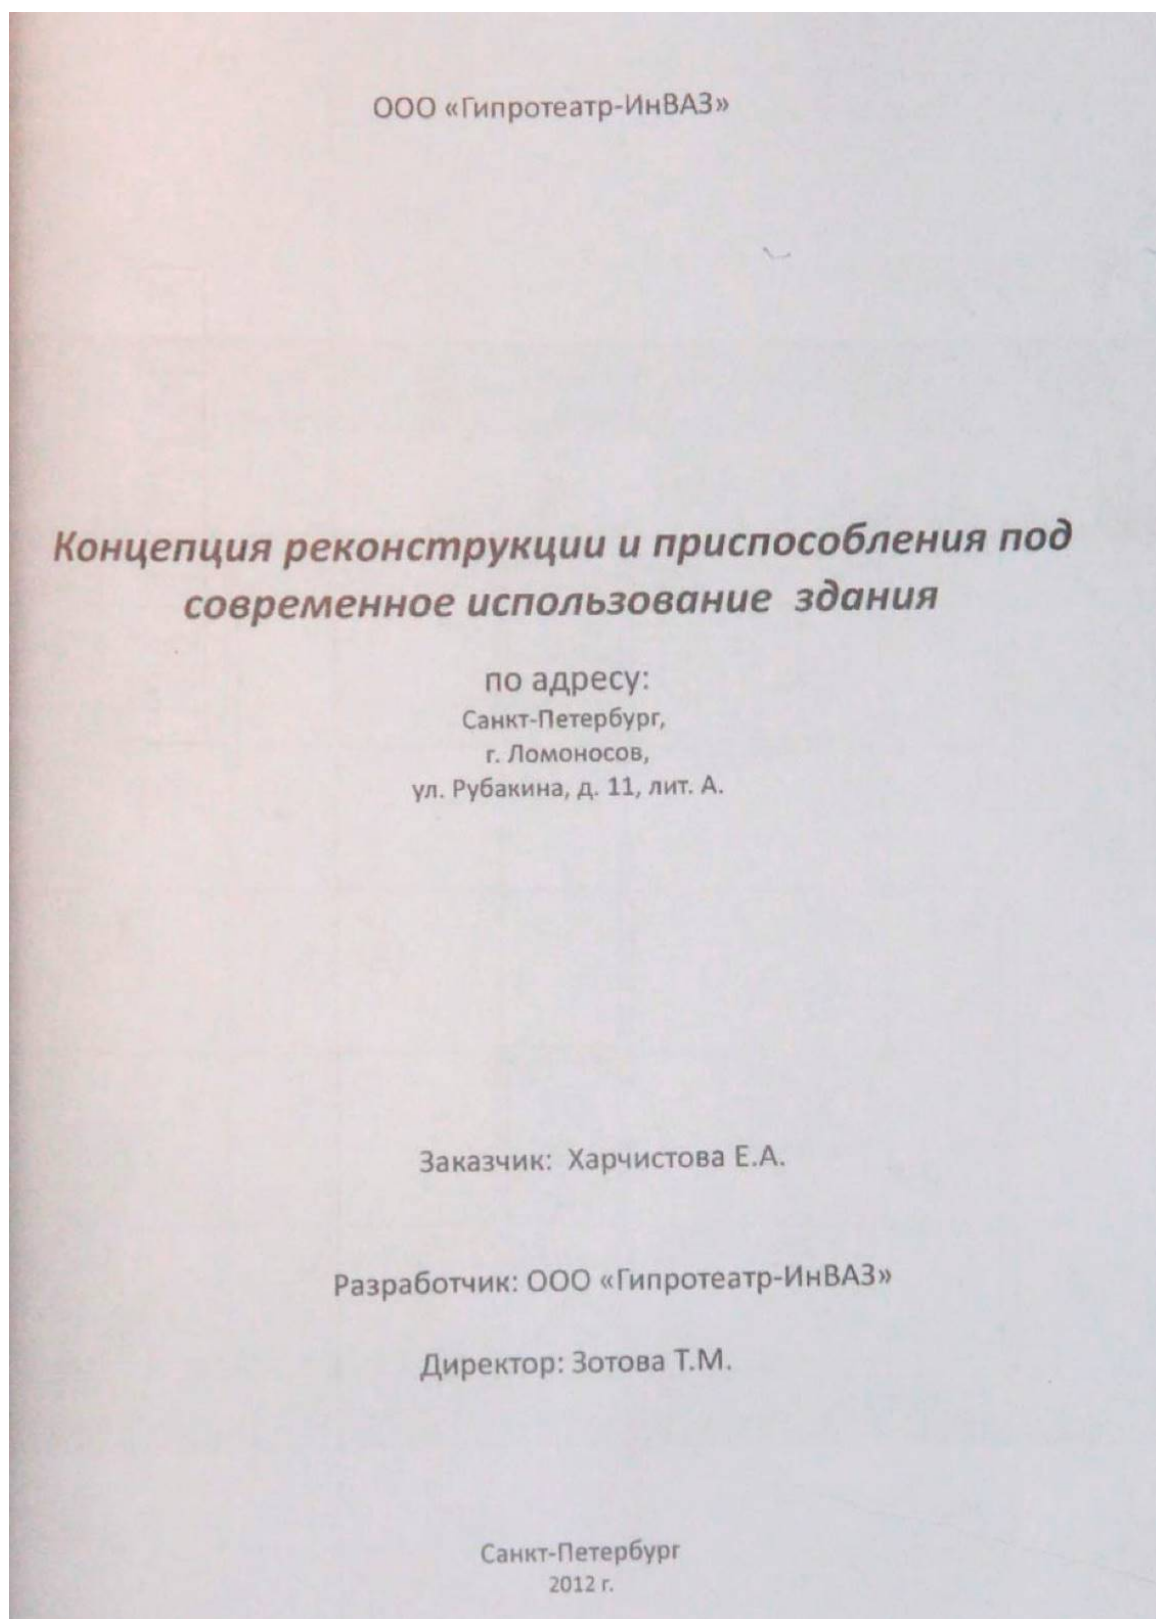 ООО «Гипротеатр-ИнВАЗ»
Концепция реконструкции и приспособления под
современное использование здания
по адресу:
Санкт-Петербург,
г. Ломоносов,
ул. Рубакина, д. 11, лит. А.
Заказчик: Харчистова Е.А.
Разработчик: ООО «Гипротеатр-ИнВАЗ»
Директор: Зотова Т.М.
Санкт-Петербург
2012 г.